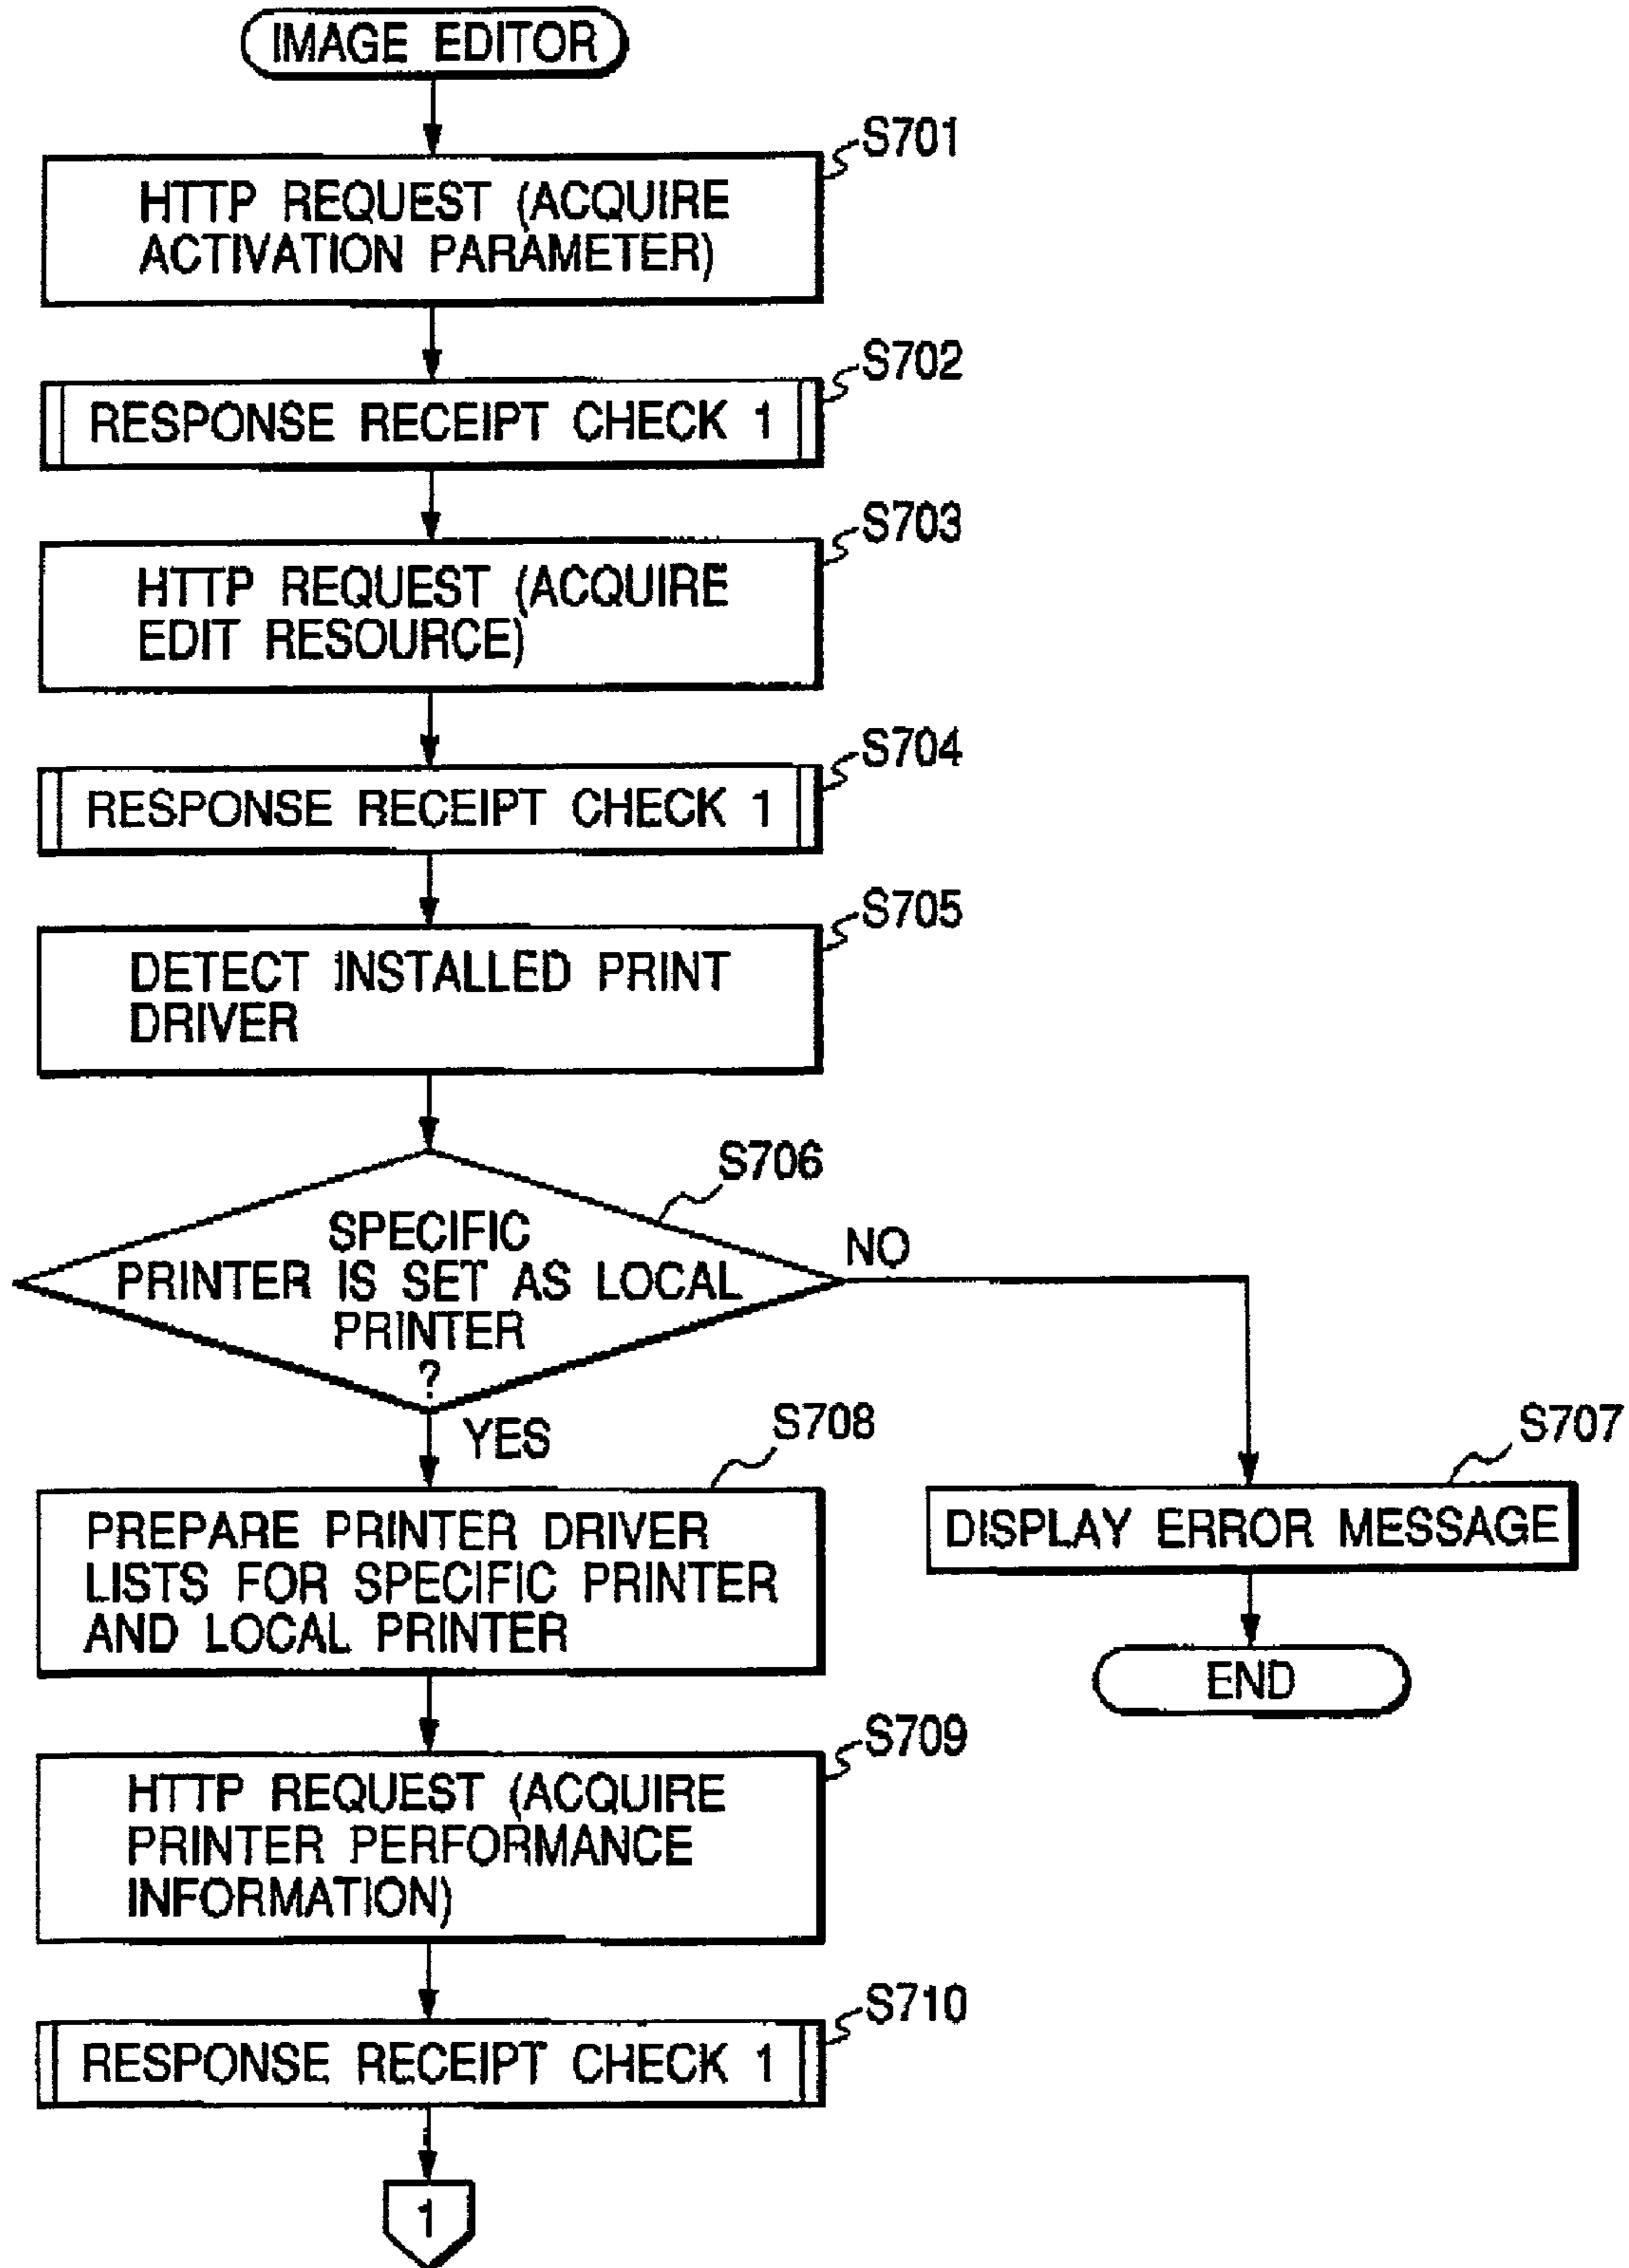 IMAGE EDITOR
S701
HTTP REQUEST (ACQUIRE
ACTIVATION PARAMETER)
S702
RESPONSE RECEIPT CHECK 1
S703
HTTP REQUEST (ACQUIRE
EDIT RESOURCE)
S704
RESPONSE RECEIPT CHECK 1
S705
DETECT INSTALLED PRINT
DRIVER
S706
SPECIFIC
PRINTER IS SET AS LOCAL
PRINTER
?
NO
YES
S708
PREPARE PRINTER DRIVER
LISTS FOR SPECIFIC PRINTER
AND LOCAL PRINTER
S707
DISPLAY ERROR MESSAGE
END
S709
HTTP REQUEST (ACQUIRE
PRINTER PERFORMANCE
INFORMATION)
S710
RESPONSE RECEIPT CHECK 1
1